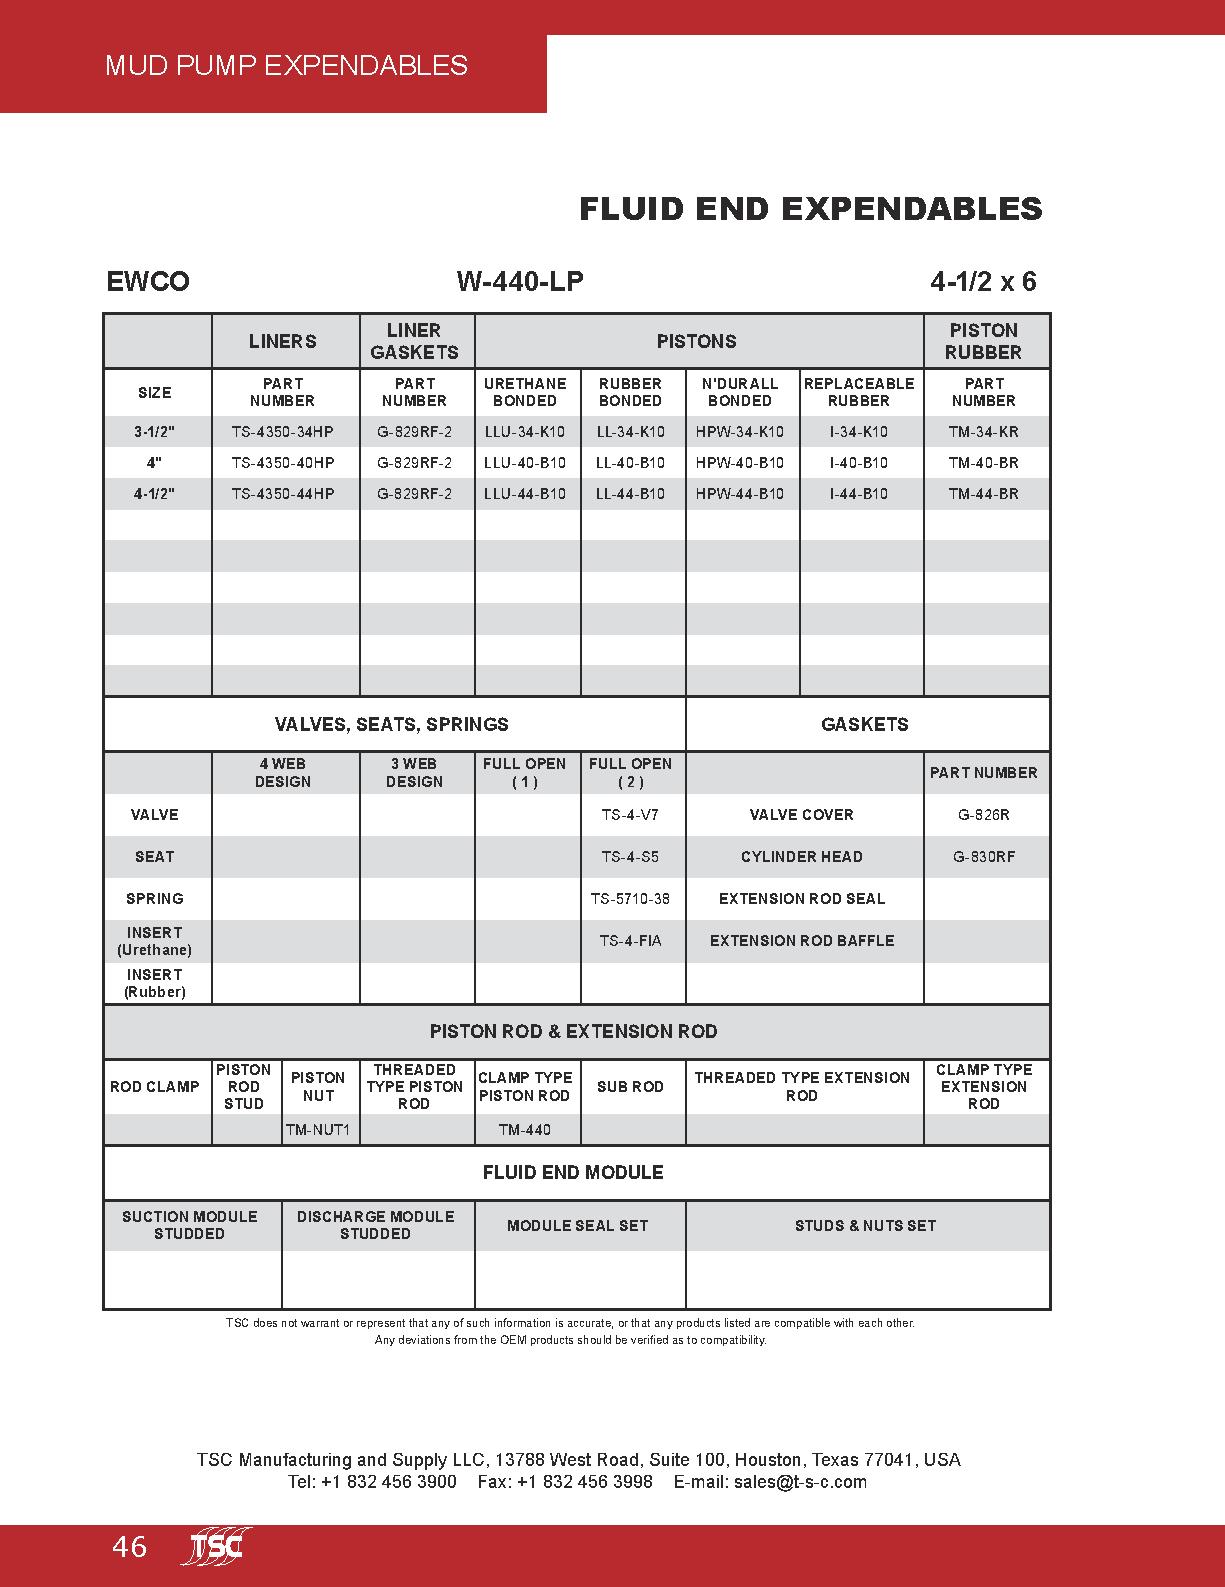 MUD PUMP EXPENDABLES
FLUID END EXPENDABLES
EWCO W-440-LP 4-1/2 x 6
LINERS LINER GASKETS PISTONS PISTON RUBBER
SIZE PART NUMBER PART NUMBER URETHANE BONDED RUBBER BONDED N'DURALL BONDED REPLACEABLE RUBBER PART NUMBER
3-1/2" TS-4350-34HP G-829RF-2 LLU-34-K10 LL-34-K10 HPW-34-K10 I-34-K10 TM-34-KR
4" TS-4350-40HP G-829RF-2 LLU-40-B10 LL-40-B10 HPW-40-B10 I-40-B10 TM-40-BR
4-1/2" TS-4350-44HP G-829RF-2 LLU-44-B10 LL-44-B10 HPW-44-B10 I-44-B10 TM-44-BR
VALVES, SEATS, SPRINGS GASKETS
4 WEB DESIGN 3 WEB DESIGN FULL OPEN ( 1 ) FULL OPEN ( 2 ) PART NUMBER
VALVE TS-4-V7 VALVE COVER G-826R
SEAT TS-4-S5 CYLINDER HEAD G-830RF
SPRING TS-5710-38 EXTENSION ROD SEAL
INSERT (Urethane) TS-4-FIA EXTENSION ROD BAFFLE
INSERT (Rubber)
PISTON ROD & EXTENSION ROD
ROD CLAMP PISTON ROD STUD PISTON NUT THREADED TYPE PISTON ROD CLAMP TYPE PISTON ROD SUB ROD THREADED TYPE EXTENSION ROD CLAMP TYPE EXTENSION ROD
TM-NUT1 TM-440
FLUID END MODULE
SUCTION MODULE STUDDED DISCHARGE MODULE STUDDED MODULE SEAL SET STUDS & NUTS SET
TSC does not warrant or represent that any of such information is accurate, or that any products listed are compatible with each other.
Any deviations from the OEM products should be verified as to compatibility.
TSC Manufacturing and Supply LLC, 13788 West Road, Suite 100, Houston, Texas 77041, USA
Tel: +1 832 456 3900 Fax: +1 832 456 3998 E-mail: sales@t-s-c.com
46 TSC